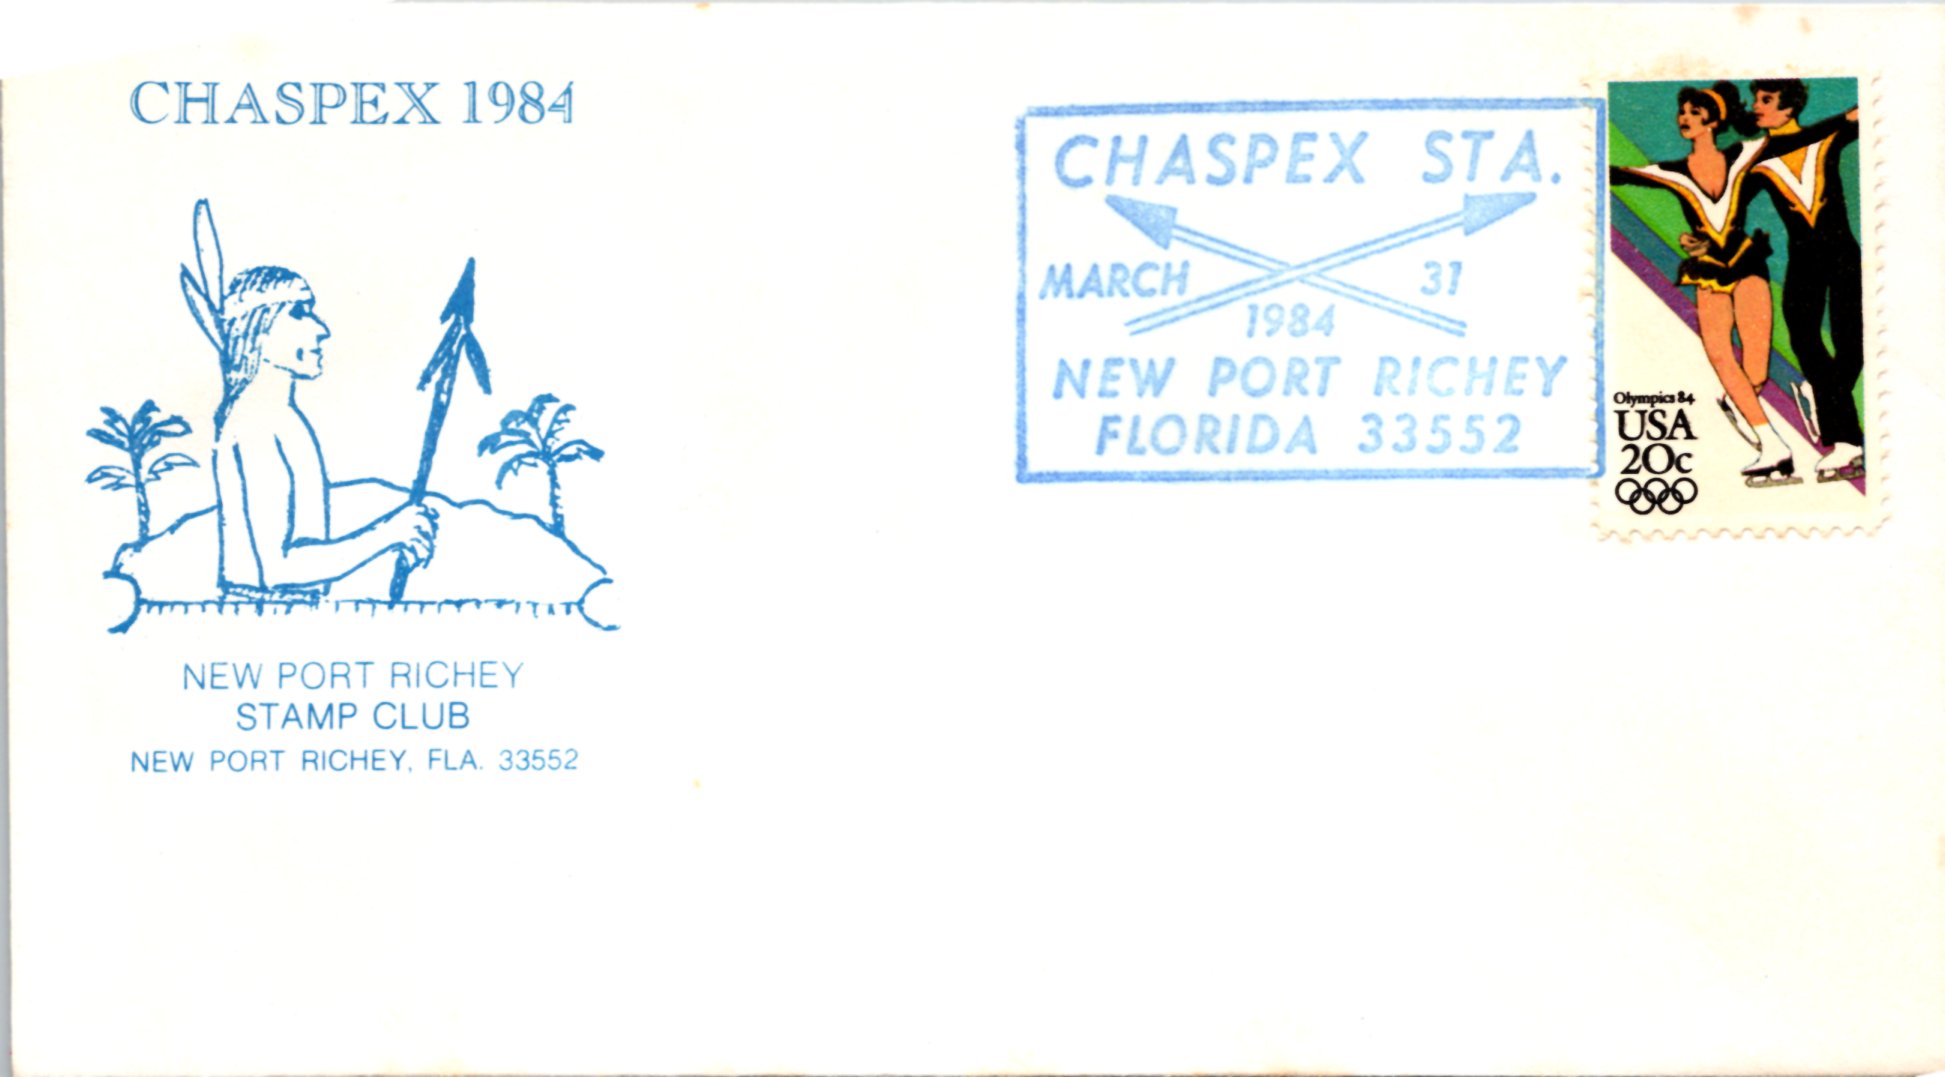 CHASPEX 1984
NEW PORT RICHEY
STAMP CLUB
NEW PORT RICHEY, FLA. 33552
CHASPEX STA.
MARCH 31
1984
NEW PORT RICHEY
FLORIDA 33552
Olympics 84
USA
20c